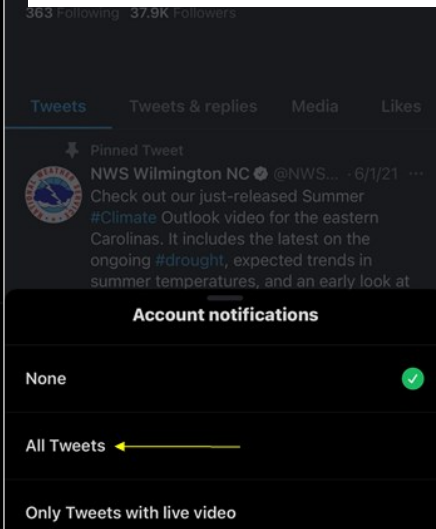 363 Following 37.9K Followers
Tweets Tweets & replies Media Likes
Pinned Tweet
NWS Wilmington NC @NWS... · 6/1/21 ...
Check out our just-released Summer
#Climate Outlook video for the eastern
Carolinas. It includes the latest on the
ongoing #drought, expected trends in
summer temperatures, and an early look at
Account notifications
None
All Tweets
Only Tweets with live video